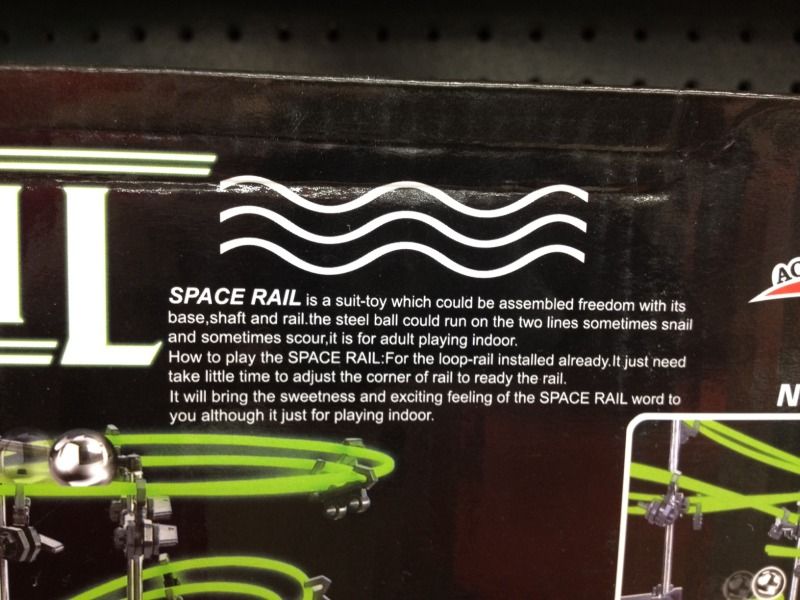 IL
SPACE RAIL is a suit-toy which could be assembled freedom with its
base,shaft and rail.the steel ball could run on the two lines sometimes snail
and sometimes scour,it is for adult playing indoor.
How to play the SPACE RAIL:For the loop-rail installed already.It just need
take little time to adjust the corner of rail to ready the rail.
It will bring the sweetness and exciting feeling of the SPACE RAIL word to
you although it just for playing indoor.
AC
N